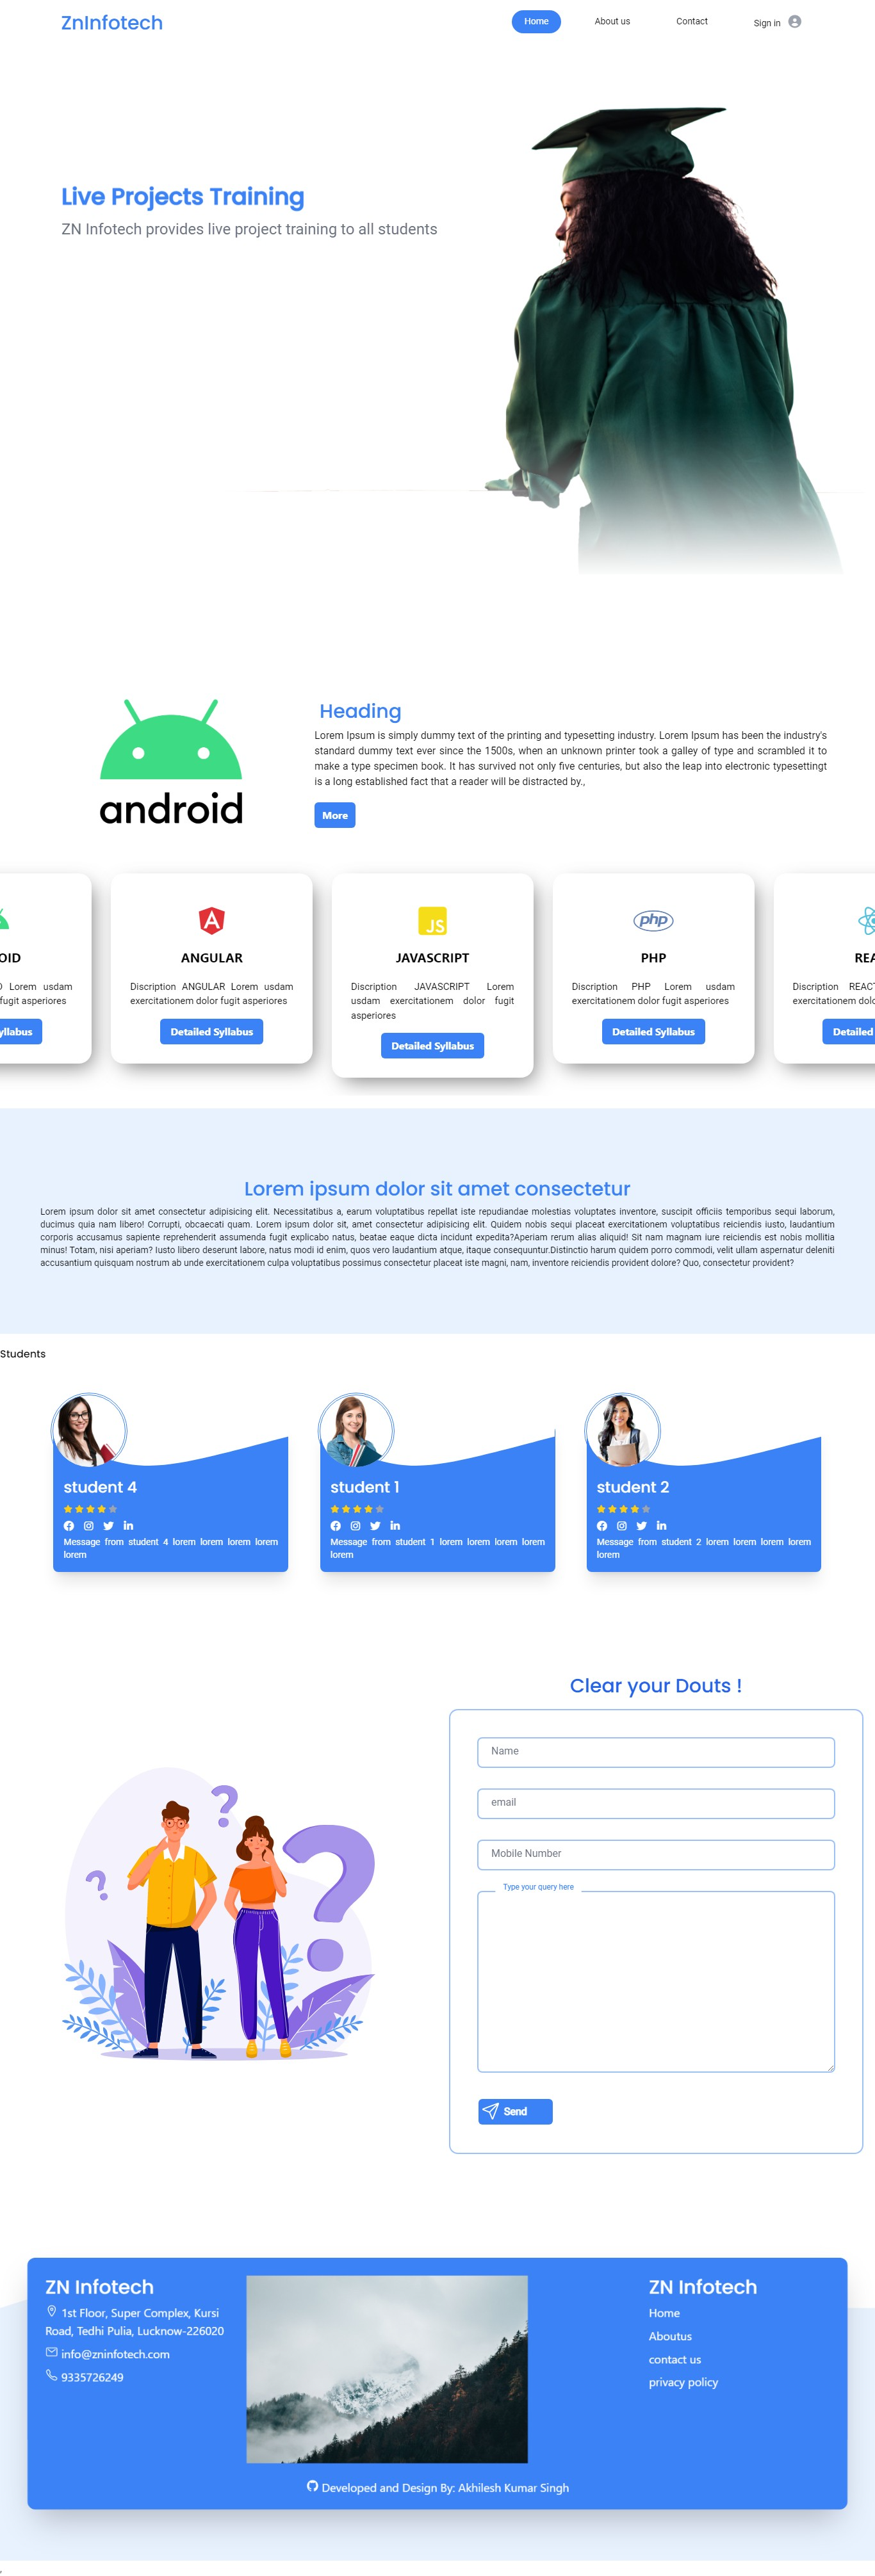 ZnInfotech
Home
About us
Contact
Sign in
Live Projects Training
ZN Infotech provides live project training to all students
android
Heading
Lorem Ipsum is simply dummy text of the printing and typesetting industry. Lorem Ipsum has been the industry's
standard dummy text ever since the 1500s, when an unknown printer took a galley of type and scrambled it to
make a type specimen book. It has survived not only five centuries, but also the leap into electronic typesettingt
is a long established fact that a reader will be distracted by.,
More
OID
Lorem usdam
fugit asperiores
yllabus
ANGULAR
Discription ANGULAR Lorem usdam
exercitationem dolor fugit asperiores
Detailed Syllabus
JS
JAVASCRIPT
Discription JAVASCRIPT Lorem
usdam exercitationem dolor fugit
asperiores
Detailed Syllabus
php
PHP
Discription PHP Lorem usdam
exercitationem dolor fugit asperiores
Detailed Syllabus
REA
Discription REACT
exercitationem dolo
Detailed
Lorem ipsum dolor sit amet consectetur
Lorem ipsum dolor sit amet consectetur adipisicing elit. Necessitatibus a, earum voluptatibus repellat iste repudiandae molestias voluptates inventore, suscipit officiis temporibus sequi laborum,
ducimus quia nam libero! Corrupti, obcaecati quam. Lorem ipsum dolor sit, amet consectetur adipisicing elit. Quidem nobis sequi placeat exercitationem voluptatibus reiciendis iusto, laudantium
corporis accusamus sapiente reprehenderit assumenda fugit explicabo natus, beatae eaque dicta incidunt expedita?Aperiam rerum alias aliquid! Sit nam magnam iure reiciendis est nobis mollitia
minus! Totam, nisi aperiam? Iusto libero deserunt labore, natus modi id enim, quos vero laudantium atque, itaque consequuntur.Distinctio harum quidem porro commodi, velit ullam aspernatur deleniti
accusantium quisquam nostrum ab unde exercitationem culpa voluptatibus possimus consectetur placeat iste magni, nam, inventore reiciendis provident dolore? Quo, consectetur provident?
Students
student 4
Message from student 4 lorem lorem lorem lorem
lorem
student 1
Message from student 1 lorem lorem lorem lorem
lorem
student 2
Message from student 2 lorem lorem lorem lorem
lorem
Clear your Douts !
Name
email
Mobile Number
Type your query here
Send
ZN Infotech
1st Floor, Super Complex, Kursi
Road, Tedhi Pulia, Lucknow-226020
info@zninfotech.com
9335726249
ZN Infotech
Home
Aboutus
contact us
privacy policy
Developed and Design By: Akhilesh Kumar Singh